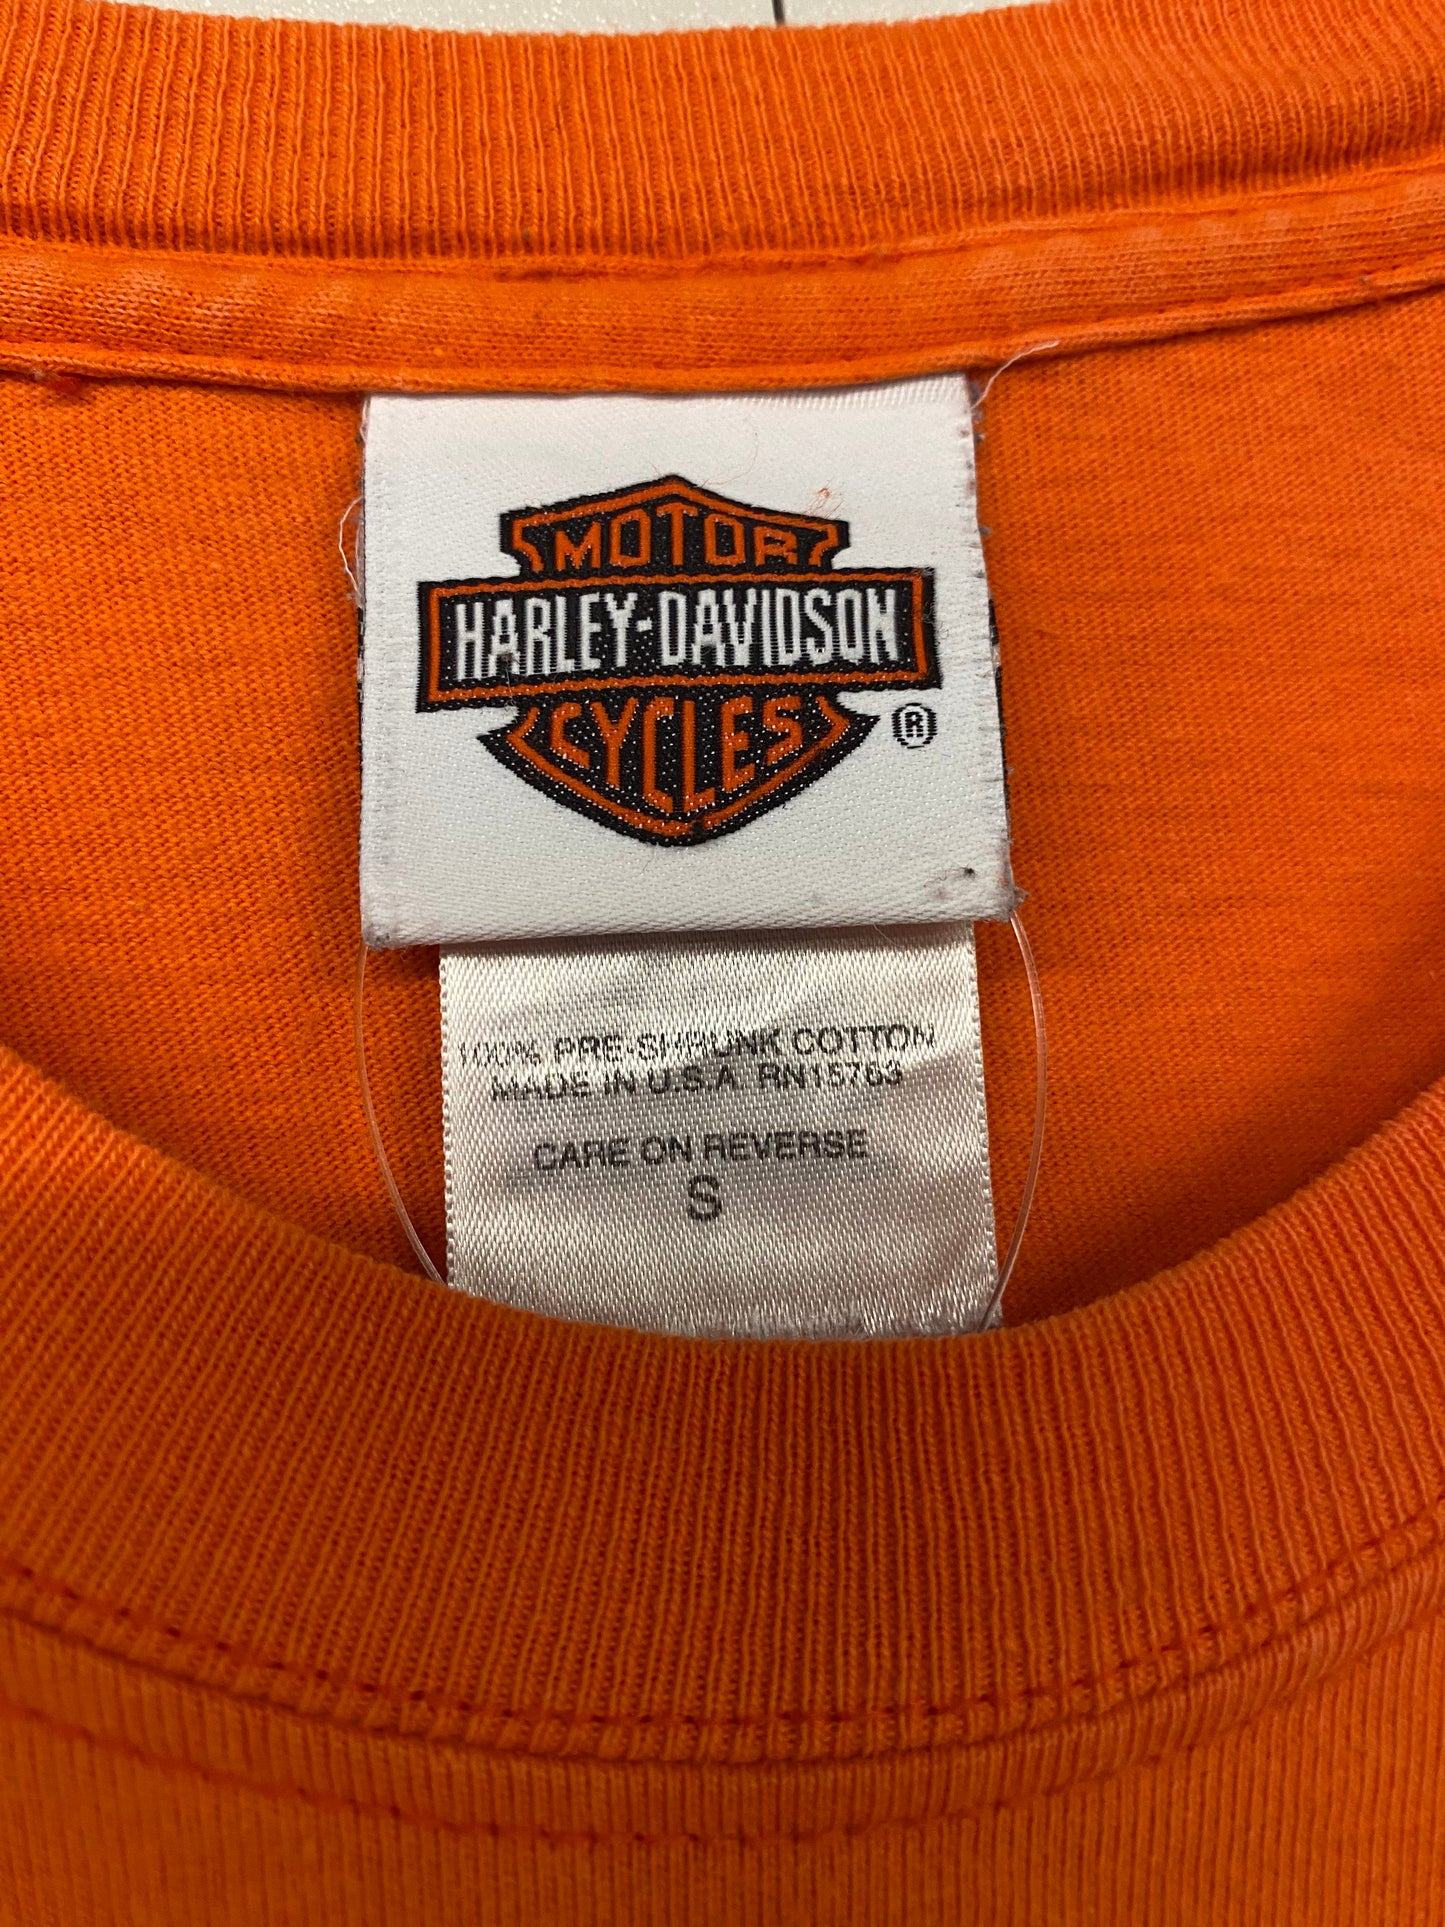 MOTOR
HARLEY-DAVIDSON
CYCLES
®
100% PRE-SHRUNK COTTON
MADE IN U.S.A. RN15763
CARE ON REVERSE
S